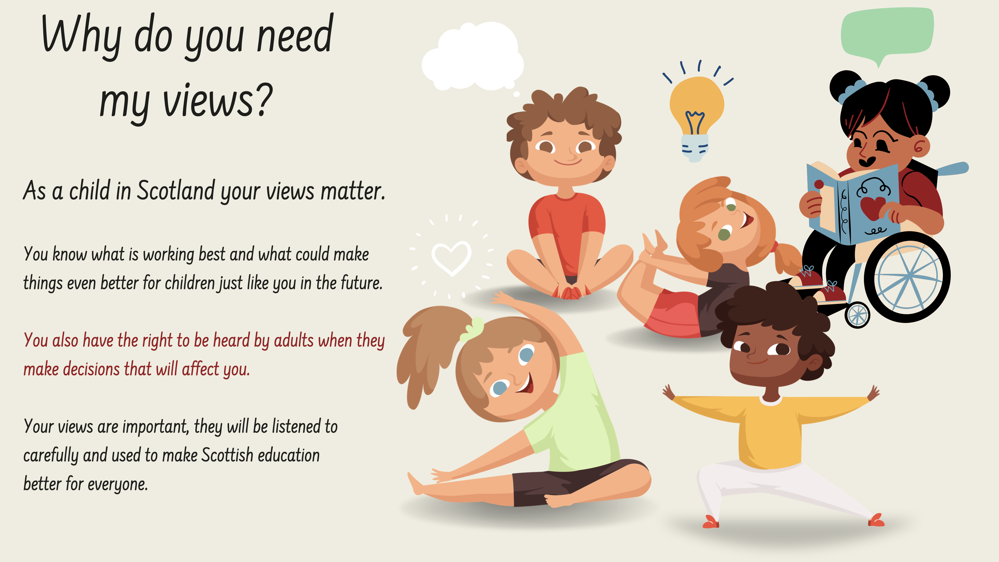 Why do you need
my views?
As a child in Scotland your views matter.
You know what is working best and what could make
things even better for children just like you in the future.
You also have the right to be heard by adults when they
make decisions that will affect you.
Your views are important, they will be listened to
carefully and used to make Scottish education
better for everyone.